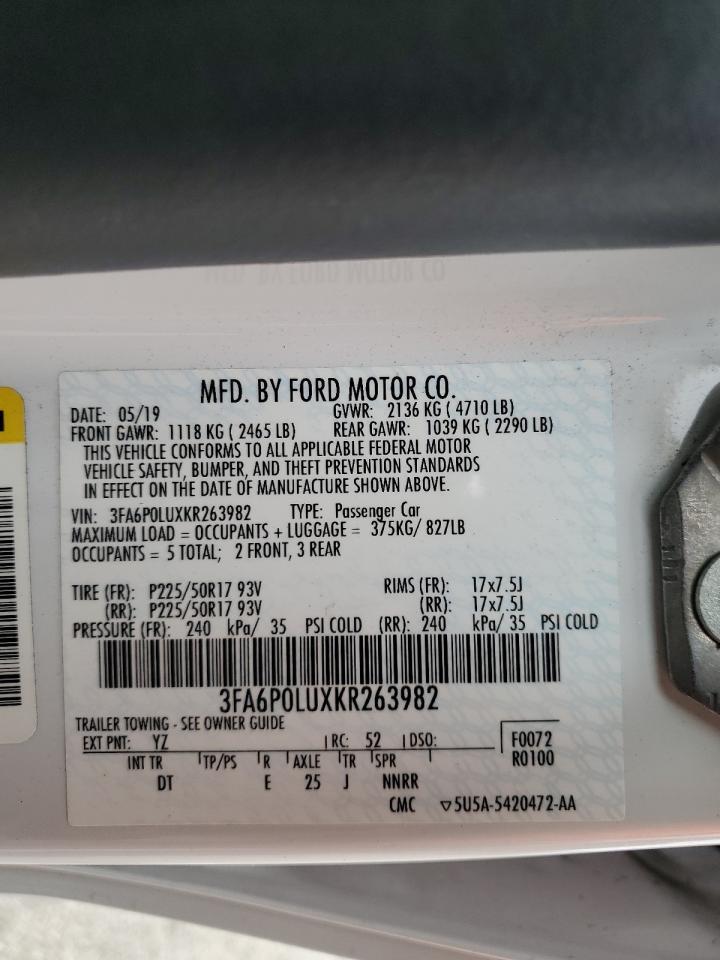 MFD. BY FORD MOTOR CO.
DATE: 05/19 GVWR: 2136 KG ( 4710 LB)
FRONT GAWR: 1118 KG ( 2465 LB) REAR GAWR: 1039 KG ( 2290 LB)
THIS VEHICLE CONFORMS TO ALL APPLICABLE FEDERAL MOTOR
VEHICLE SAFETY, BUMPER, AND THEFT PREVENTION STANDARDS
IN EFFECT ON THE DATE OF MANUFACTURE SHOWN ABOVE.
VIN: 3FA6P0LUXKR263982 TYPE: Passenger Car
MAXIMUM LOAD = OCCUPANTS + LUGGAGE = 375KG/ 827LB
OCCUPANTS = 5 TOTAL; 2 FRONT, 3 REAR
TIRE (FR): P225/50R17 93V RIMS (FR): 17x7.5J
(RR): P225/50R17 93V (RR): 17x7.5J
PRESSURE (FR): 240 kPa/ 35 PSI COLD (RR): 240 kPa/ 35 PSI COLD
3FA6P0LUXKR263982
TRAILER TOWING - SEE OWNER GUIDE
EXT PNT: YZ RC: 52 DSO: F0072
R0100
INT TR TP/PS R AXLE TR SPR
DT E 25 J NNRR
CMC ▽5U5A-5420472-AA